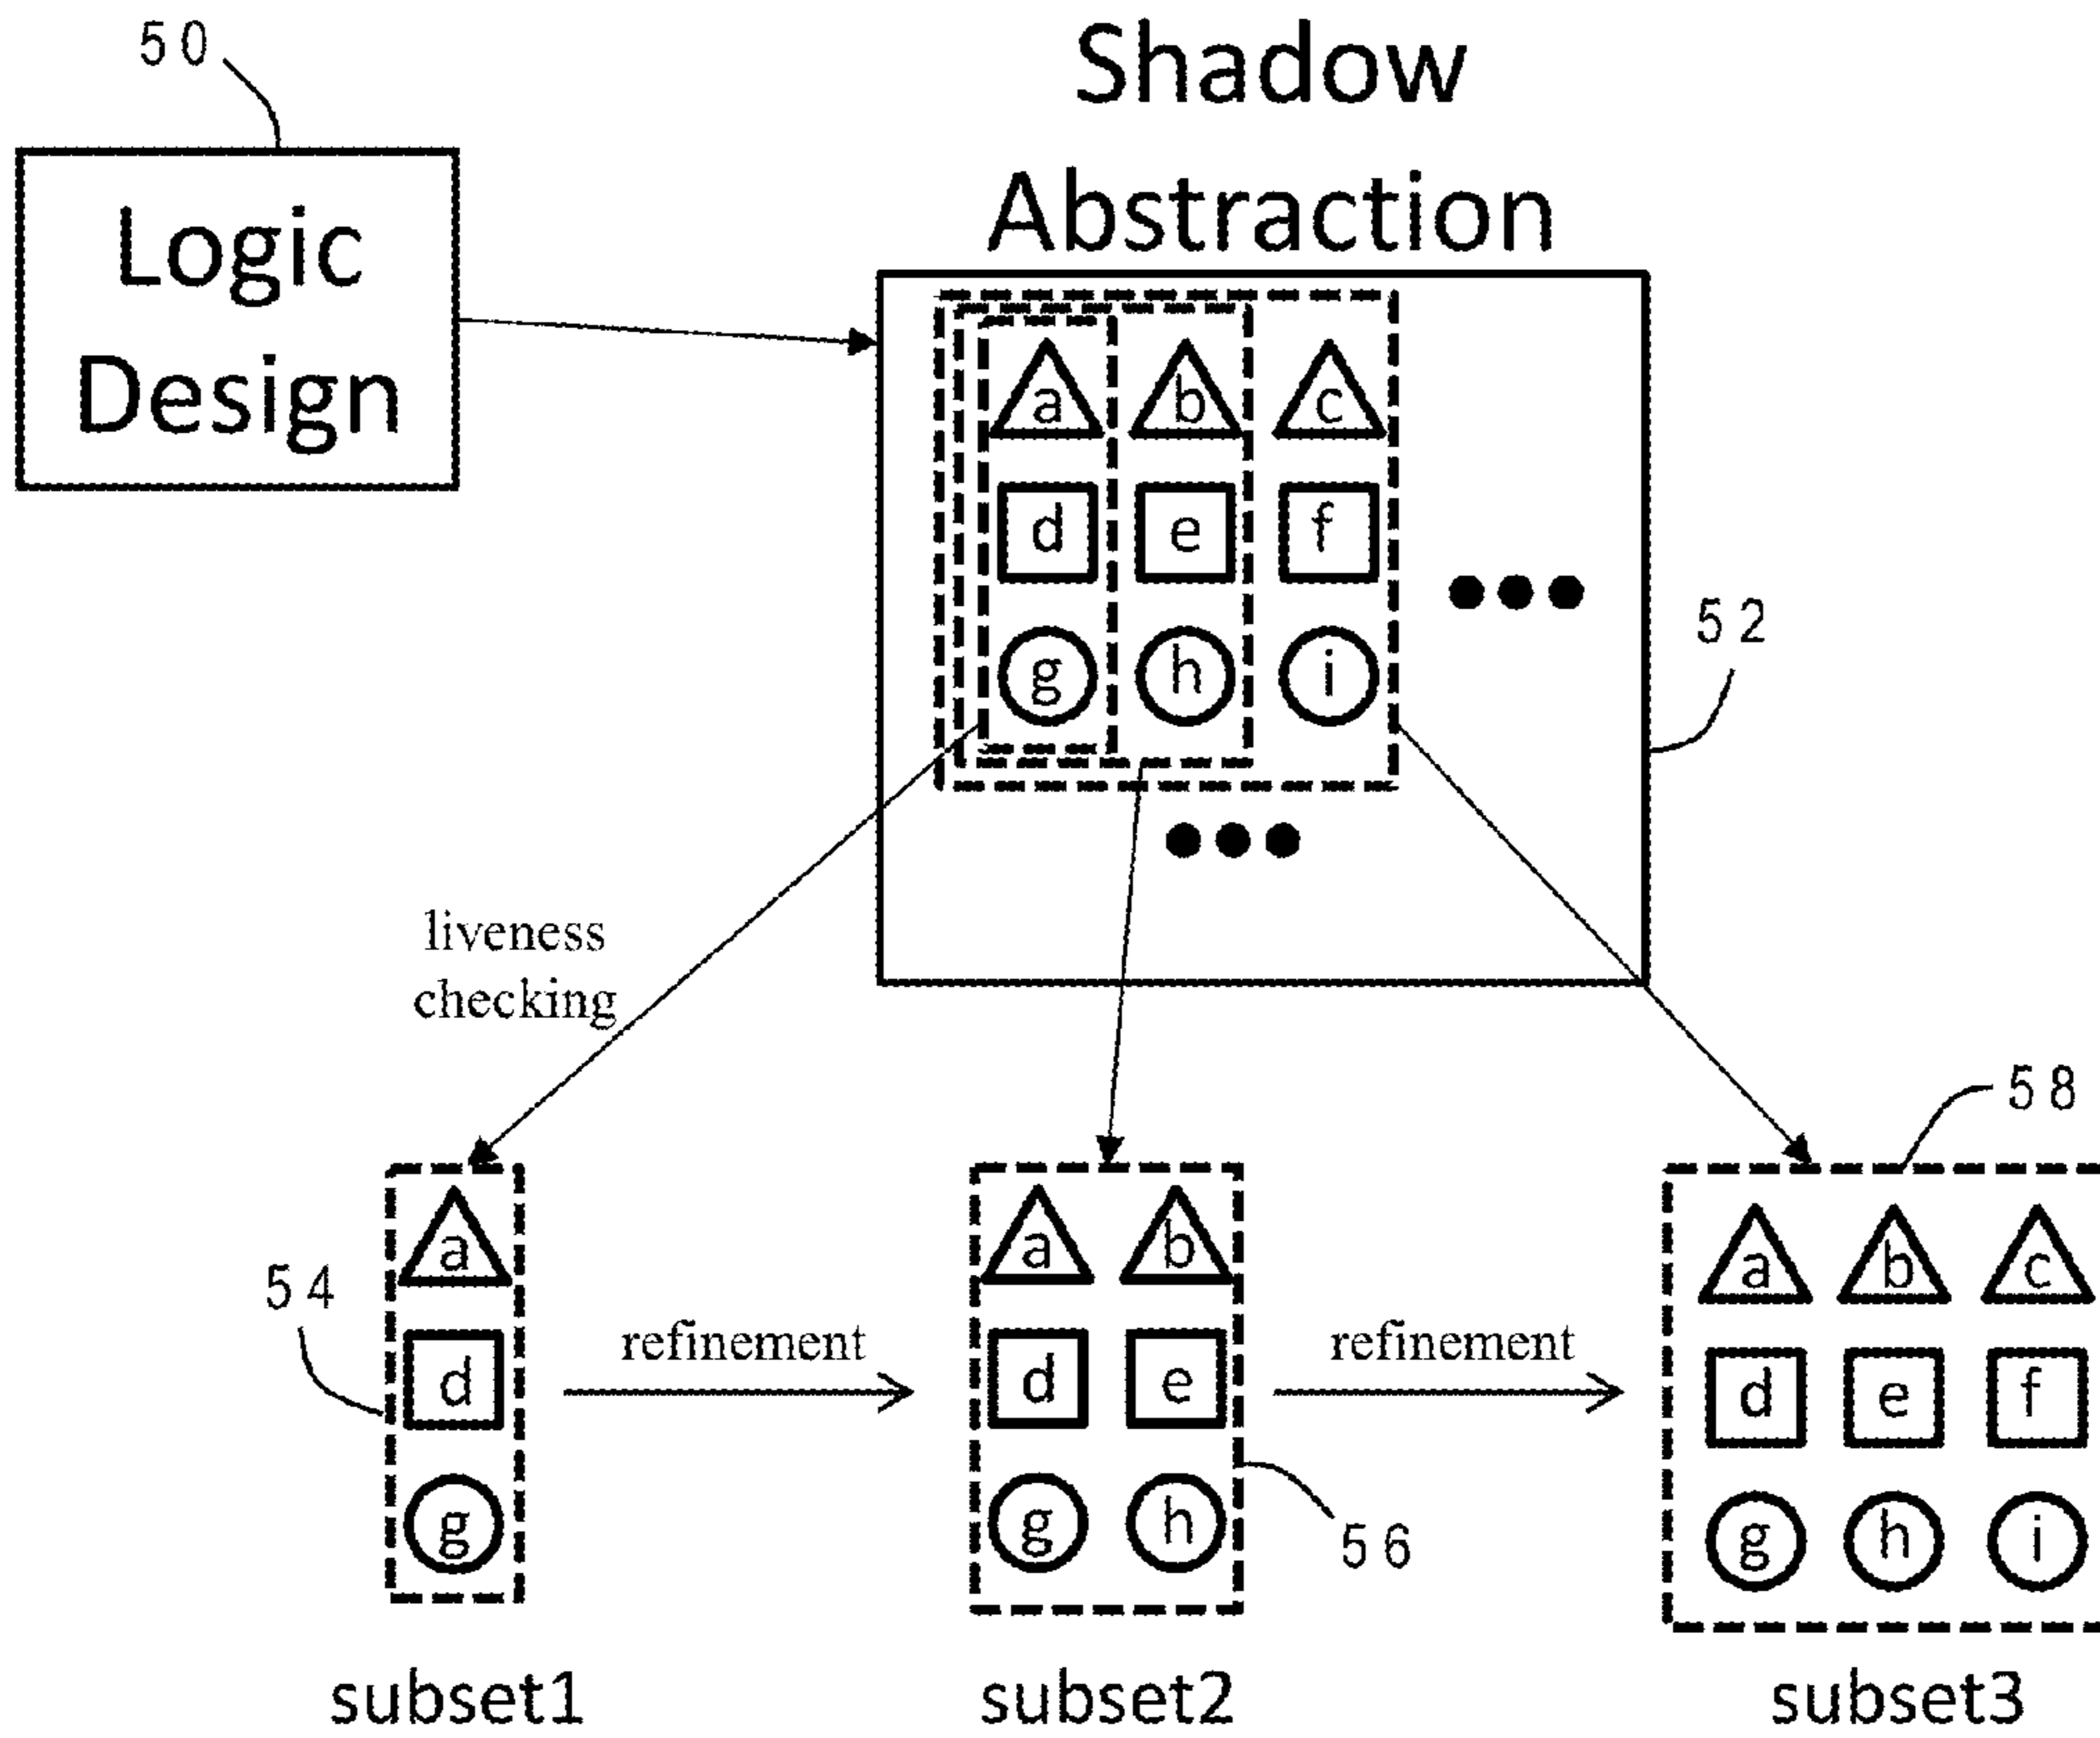 50
Logic
Design
Shadow
Abstraction
a b c
d e f
g h i
52
liveness
checking
54
a
d
g
subset1
refinement
a b
d e
g h
56
subset2
refinement
58
a b c
d e f
g h i
subset3